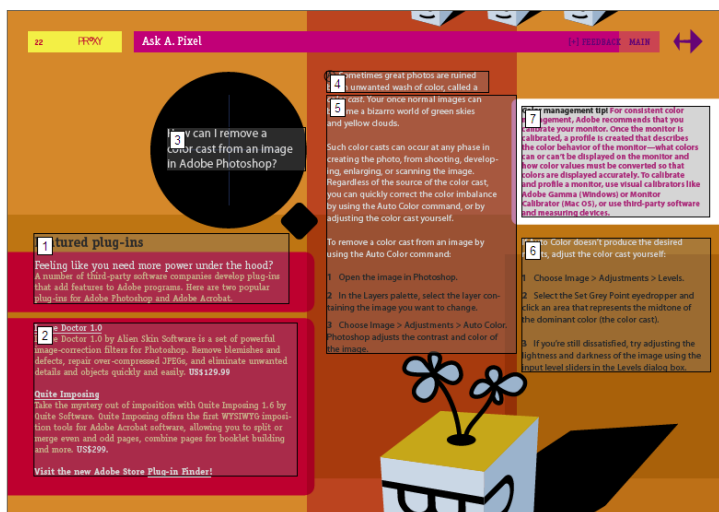 22
PROXY
Ask A. Pixel
[+] FEEDBACK MAIN
3
can I remove a
color cast from an image
in Adobe Photoshop?
1
plug-ins
Feeling like you need more power under the hood?
A number of third-party software companies develop plug-ins
that add features to Adobe programs. Here are two popular
plug-ins for Adobe Photoshop and Adobe Acrobat.
2
Doctor 1.0
Doctor 1.0 by Alien Skin Software is a set of powerful
image-correction filters for Photoshop. Remove blemishes and
defects, repair over-compressed JPEGs, and eliminate unwanted
details and objects quickly and easily. US$129.99
Quite Imposing
Take the mystery out of imposition with Quite Imposing 1.6 by
Quite Software. Quite Imposing offers the first WYSIWYG imposi-
tion tools for Adobe Acrobat software, allowing you to split or
merge even and odd pages, combine pages for booklet building
and more. US$299.
Visit the new Adobe Store Plug-in Finder!
4
Sometimes great photos are ruined
unwanted wash of color, called a
5
cast. Your once normal images can
a bizarro world of green skies
and yellow clouds.
Such color casts can occur at any phase in
creating the photo, from shooting, develop-
ing, enlarging, or scanning the image.
Regardless of the source of the color cast,
you can quickly correct the color imbalance
by using the Auto Color command, or by
adjusting the color cast yourself.
To remove a color cast from an image by
using the Auto Color command:
1 Open the image in Photoshop.
2 In the Layers palette, select the layer con-
taining the image you want to change.
3 Choose Image > Adjustments > Auto Color.
Photoshop adjusts the contrast and color of
the image.
7
management tip! For consistent color
Adobe recommends that you
calibrate your monitor. Once the monitor is
calibrated, a profile is created that describes
the color behavior of the monitor—what colors
can or can't be displayed on the monitor and
how color values must be converted so that
colors are displayed accurately. To calibrate
and profile a monitor, use visual calibrators like
Adobe Gamma (Windows) or Monitor
Calibrator (Mac OS), or use third-party software
and measuring devices.
6
Color doesn't produce the desired
adjust the color cast yourself:
1 Choose Image > Adjustments > Levels.
2 Select the Set Grey Point eyedropper and
click an area that represents the midtone of
the dominant color (the color cast).
3 If you're still dissatisfied, try adjusting the
lightness and darkness of the image using the
input level sliders in the Levels dialog box.